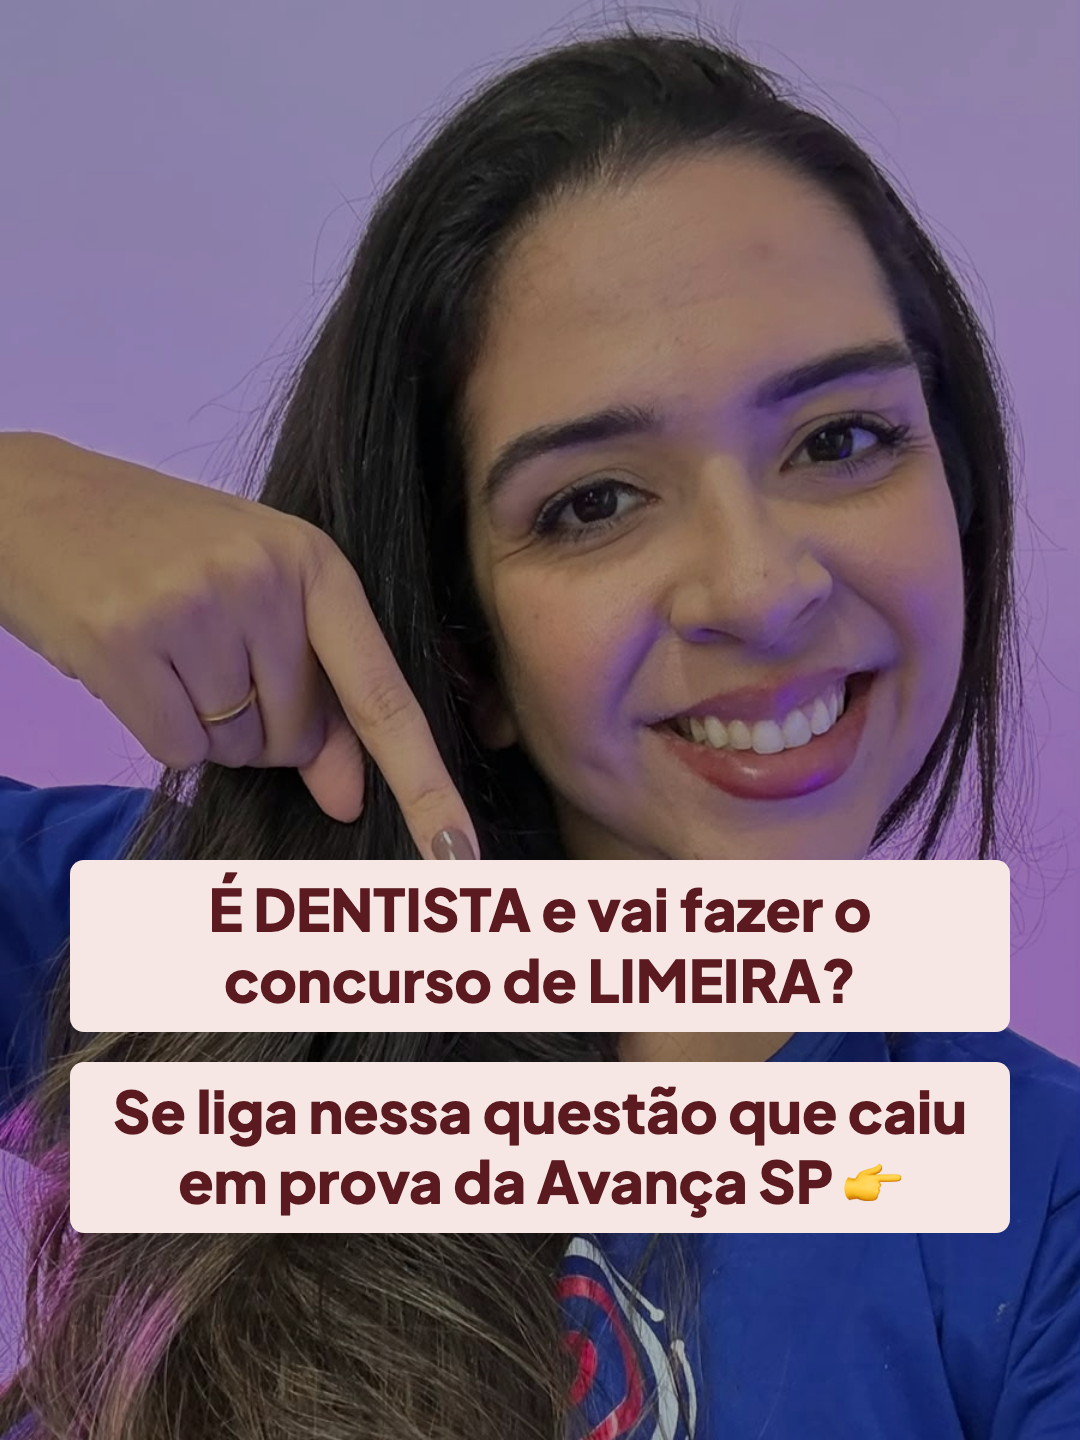 É DENTISTA e vai fazer o
concurso de LIMEIRA?
Se liga nessa questão que caiu
em prova da Avança SP 👉